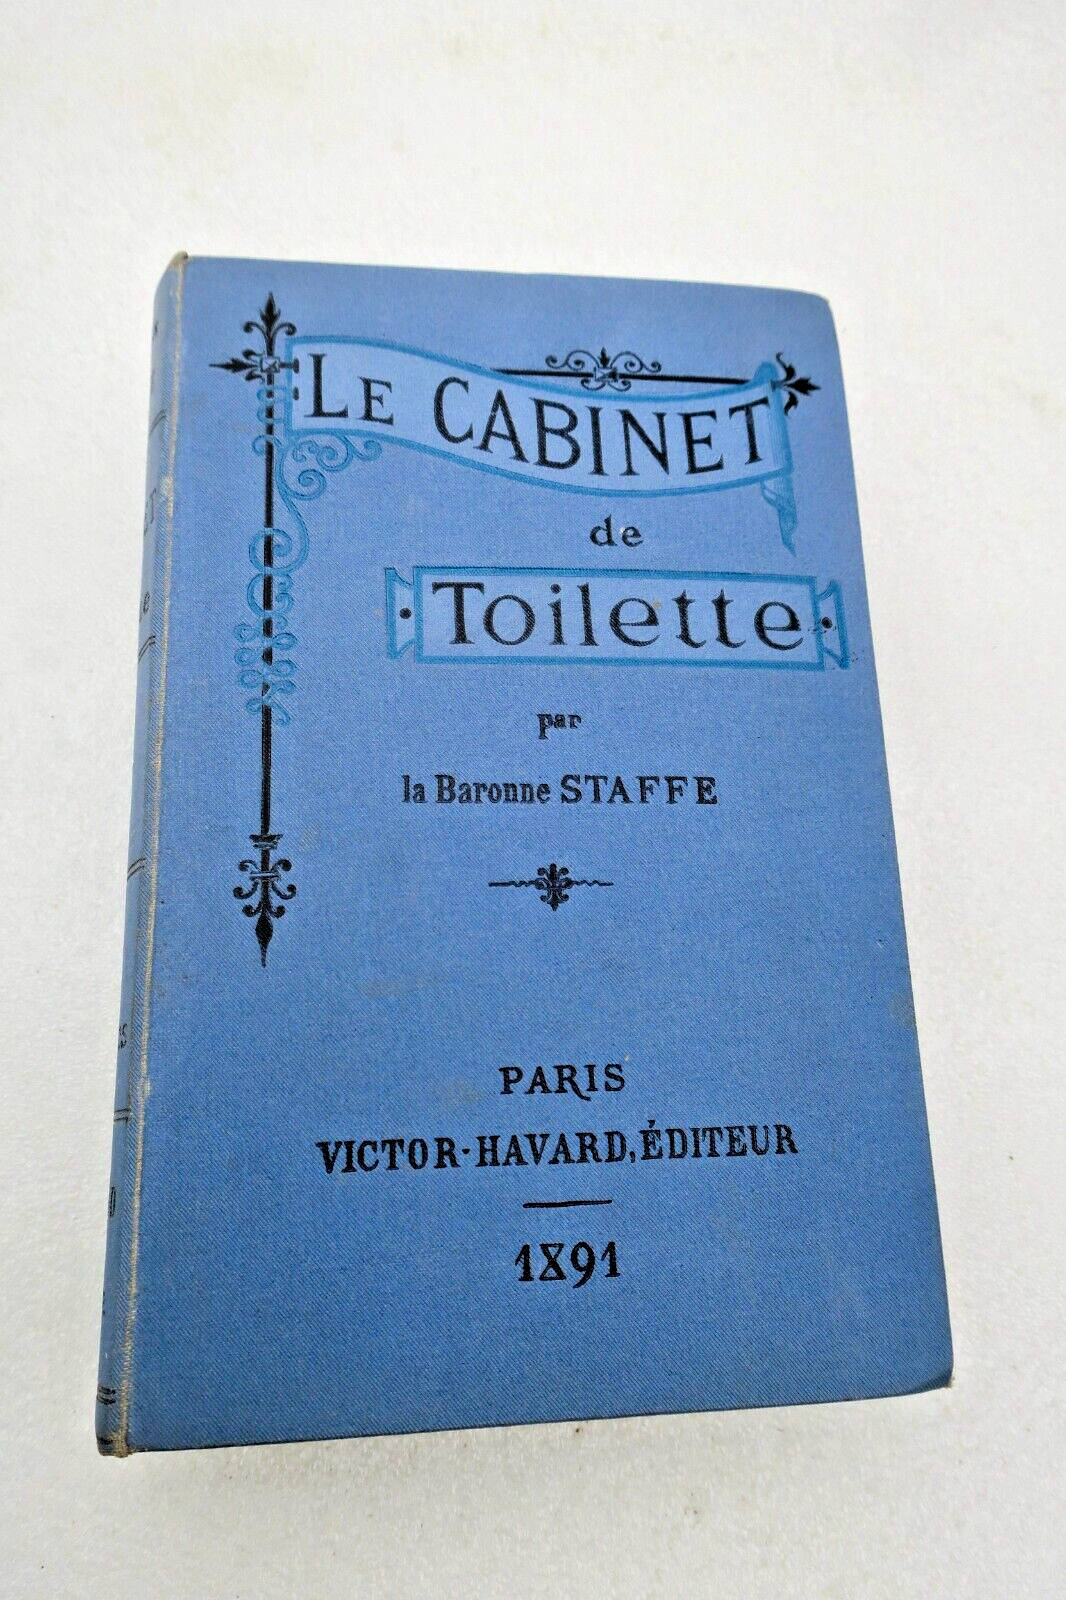 LE CABINET
de
Toilette
par
la Baronne STAFFE
PARIS
VICTOR-HAVARD, ÉDITEUR
1891